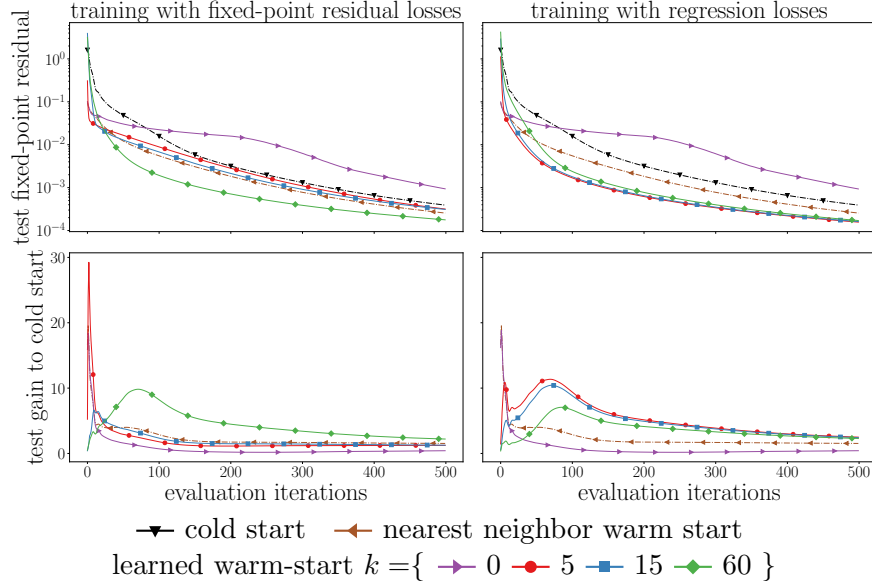 training with fixed-point residual losses
training with regression losses
test fixed-point residual
10⁰
10⁻¹
10⁻²
10⁻³
10⁻⁴
test gain to cold start
30
20
10
0
0 100 200 300 400 500
0 100 200 300 400 500
evaluation iterations
evaluation iterations
cold start nearest neighbor warm start
learned warm-start k ={ 0 5 15 60 }